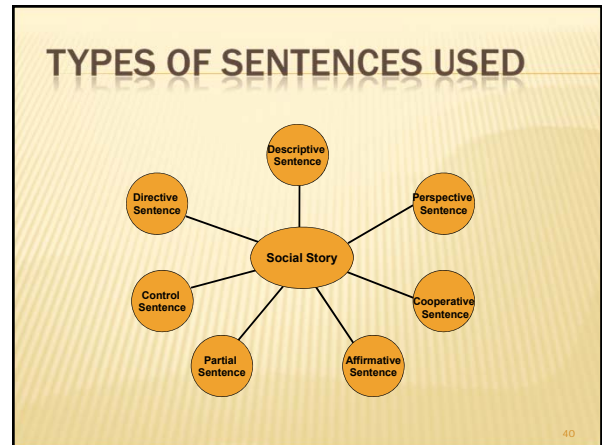 TYPES OF SENTENCES USED
Descriptive
Sentence
Perspective
Sentence
Cooperative
Sentence
Affirmative
Sentence
Partial
Sentence
Control
Sentence
Directive
Sentence
Social Story
40